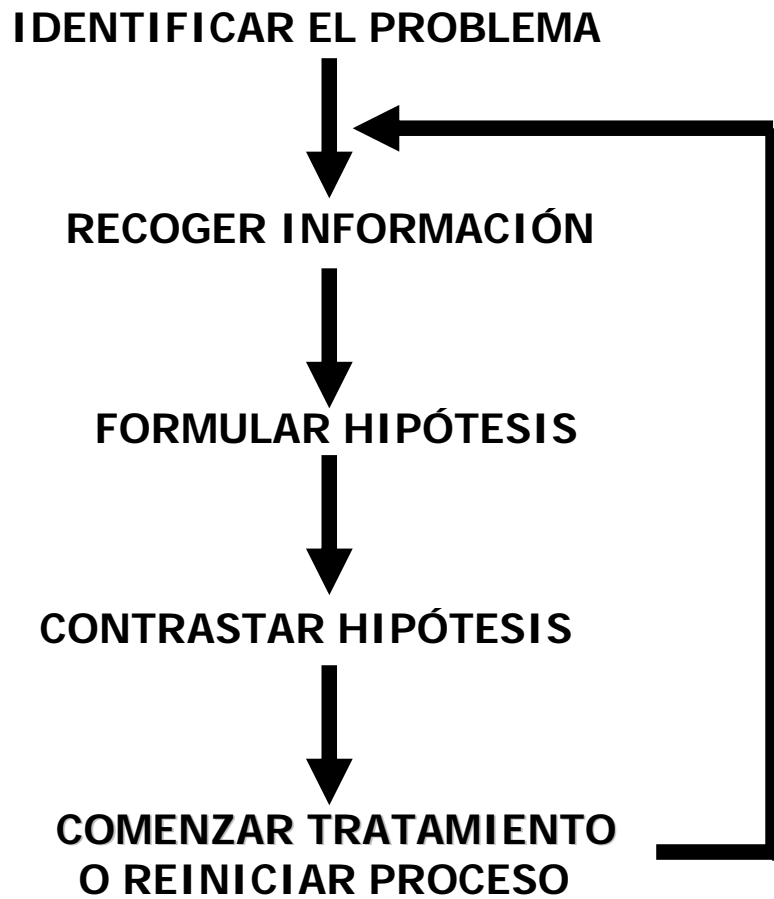 IDENTIFICAR EL PROBLEMA
RECOGER INFORMACIÓN
FORMULAR HIPÓTESIS
CONTRASTAR HIPÓTESIS
COMENZAR TRATAMIENTO
O REINICIAR PROCESO